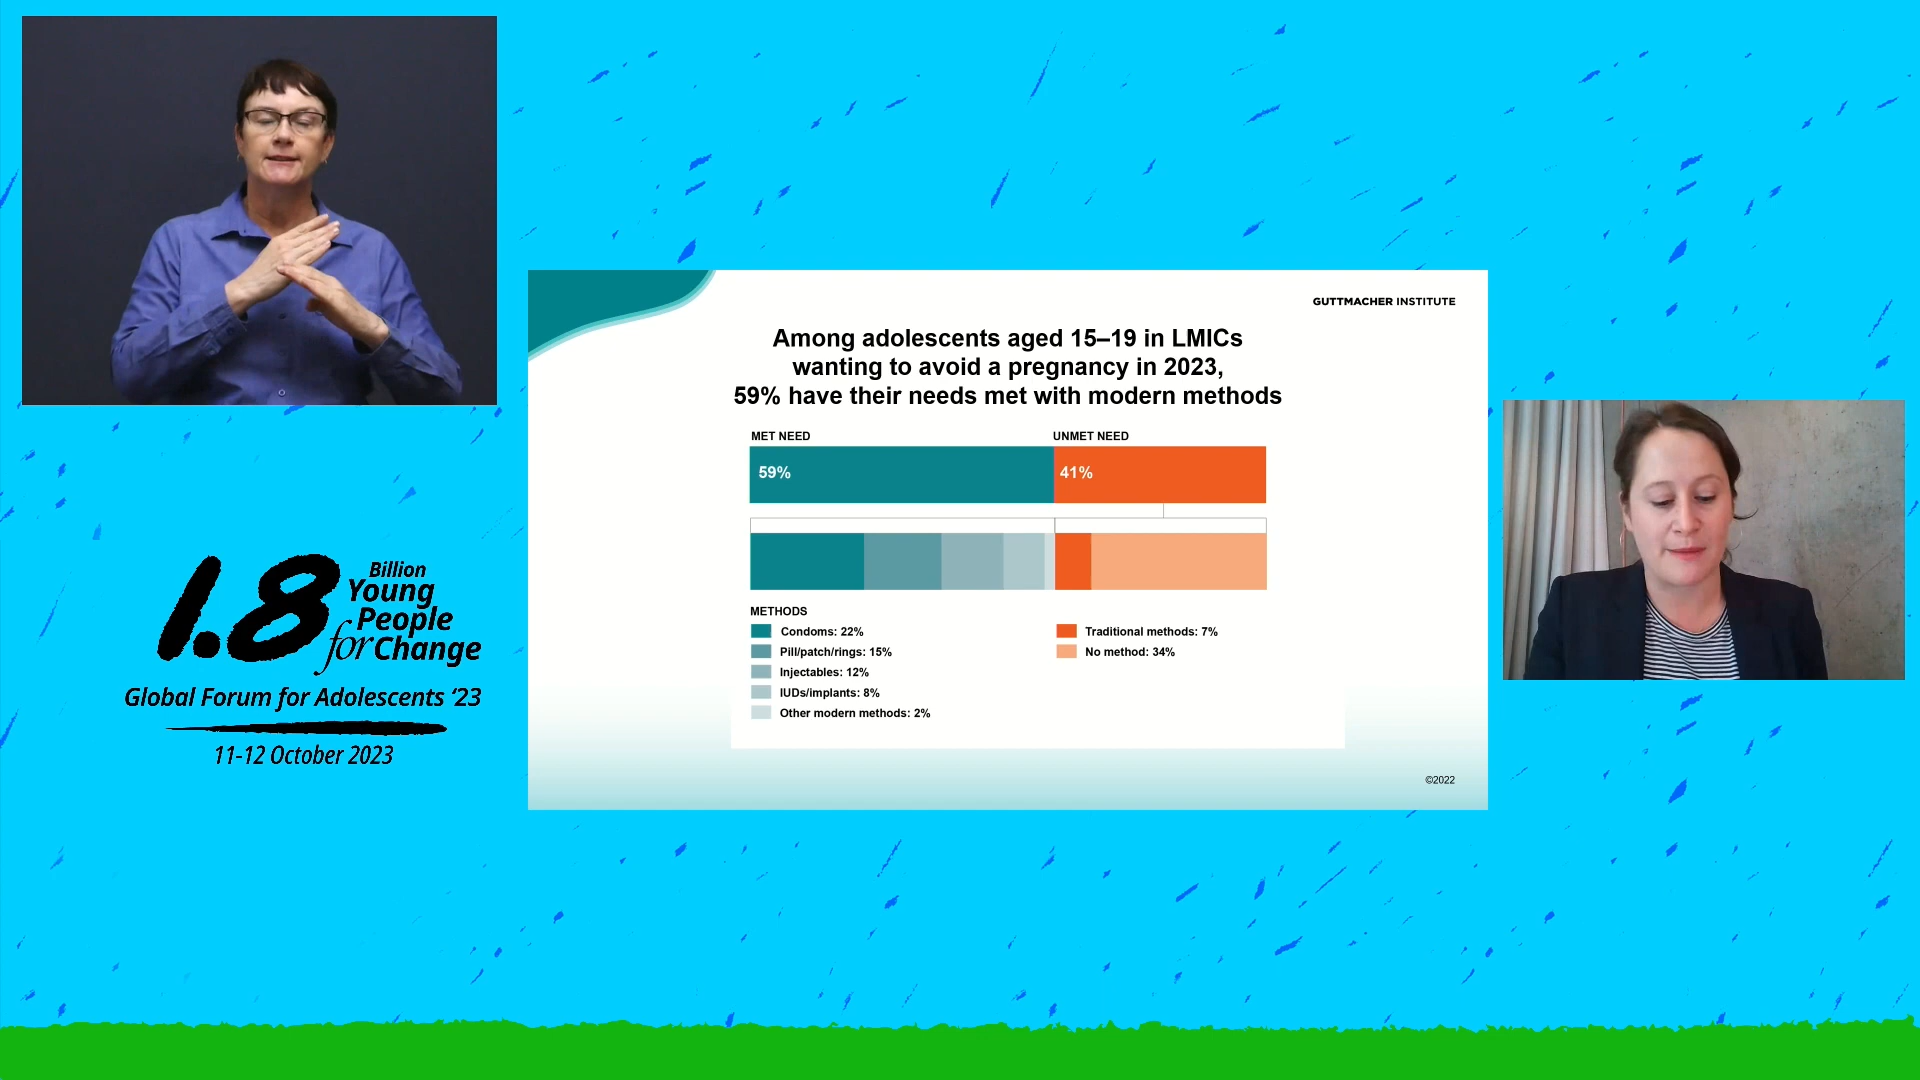 GUTTMACHER INSTITUTE
Among adolescents aged 15–19 in LMICs
wanting to avoid a pregnancy in 2023,
59% have their needs met with modern methods
MET NEED
UNMET NEED
59%
41%
METHODS
Condoms: 22%
Pill/patch/rings: 15%
Injectables: 12%
IUDs/implants: 8%
Other modern methods: 2%
Traditional methods: 7%
No method: 34%
©2022
1.8 Billion
Young
People
for Change
Global Forum for Adolescents ‘23
11-12 October 2023